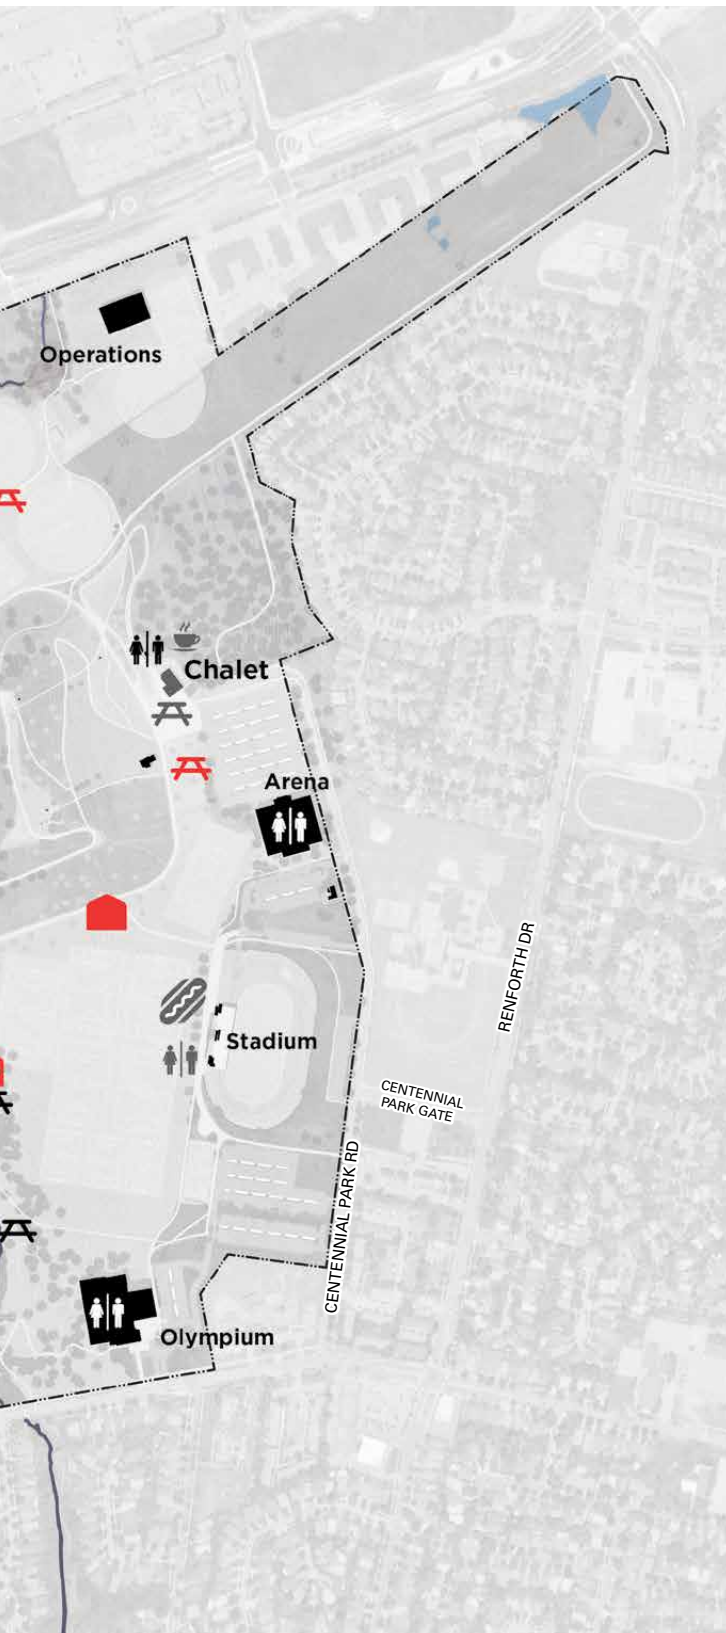 Operations
Chalet
Arena
RENFORTH DR
Stadium
CENTENNIAL
PARK GATE
CENTENNIAL PARK RD
Olympium